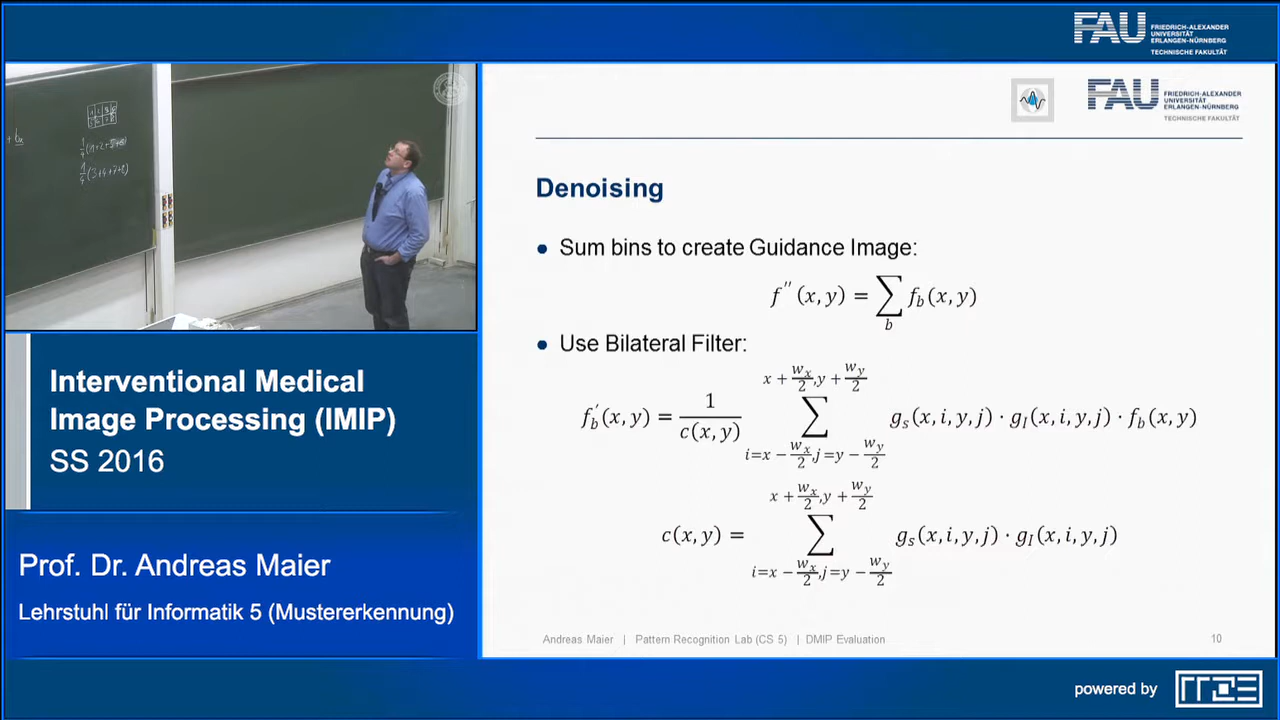 FAU FRIEDRICH-ALEXANDER
UNIVERSITÄT
ERLANGEN-NÜRNBERG
TECHNISCHE FAKULTÄT
FAU FRIEDRICH-ALEXANDER
UNIVERSITÄT
ERLANGEN-NÜRNBERG
TECHNISCHE FAKULTÄT
Denoising
• Sum bins to create Guidance Image:
f''(x, y) = ∑_b f_b(x, y)
• Use Bilateral Filter:
f_b'(x, y) = 1/c(x, y) ∑_{i=x − w_x/2, j=y − w_y/2}^{x + w_x/2, y + w_y/2} g_s(x, i, y, j) · g_I(x, i, y, j) · f_b(x, y)
c(x, y) = ∑_{i=x − w_x/2, j=y − w_y/2}^{x + w_x/2, y + w_y/2} g_s(x, i, y, j) · g_I(x, i, y, j)
Andreas Maier | Pattern Recognition Lab (CS 5) | DMIP Evaluation 10
Interventional Medical
Image Processing (IMIP)
SS 2016
Prof. Dr. Andreas Maier
Lehrstuhl für Informatik 5 (Mustererkennung)
powered by RRZE